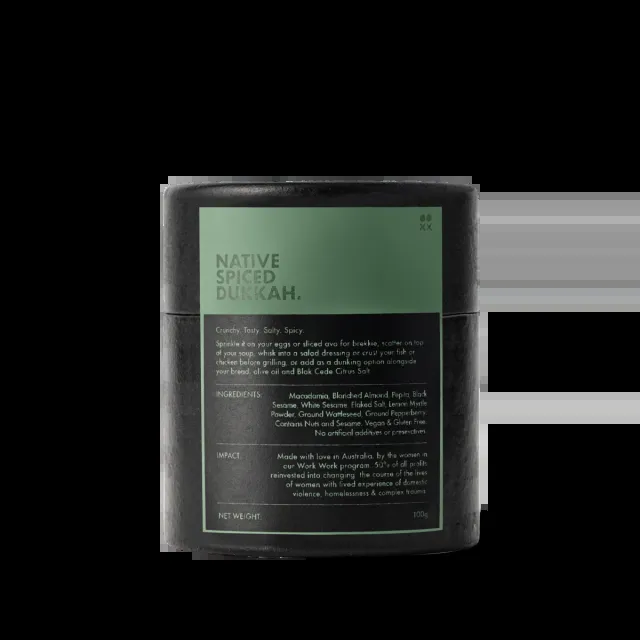 NATIVE
SPICED
DUKKAH.
Crunchy. Tasty. Salty. Spicy.
Sprinkle it on your eggs or sliced avo for brekkie, scatter on top
of your soup, whisk into a salad dressing or crust your fish or
chicken before grilling, or add as a dunking option alongside
your bread, olive oil and Blak Cede Citrus Salt
INGREDIENTS: Macadamia, Blanched Almond, Pepita, Black
Sesame, White Sesame, Flaked Salt, Lemon Myrtle
Powder, Ground Wattleseed, Ground Pepperberry
Contains Nuts and Sesame. Vegan & Gluten Free
No artificial additives or preservatives
IMPACT: Made with love in Australia, by the women in
our Work Work program. 50% of all profits
reinvested into changing the course of the lives
of women with lived experience of domestic
violence, homelessness & complex trauma.
NET WEIGHT: 100g